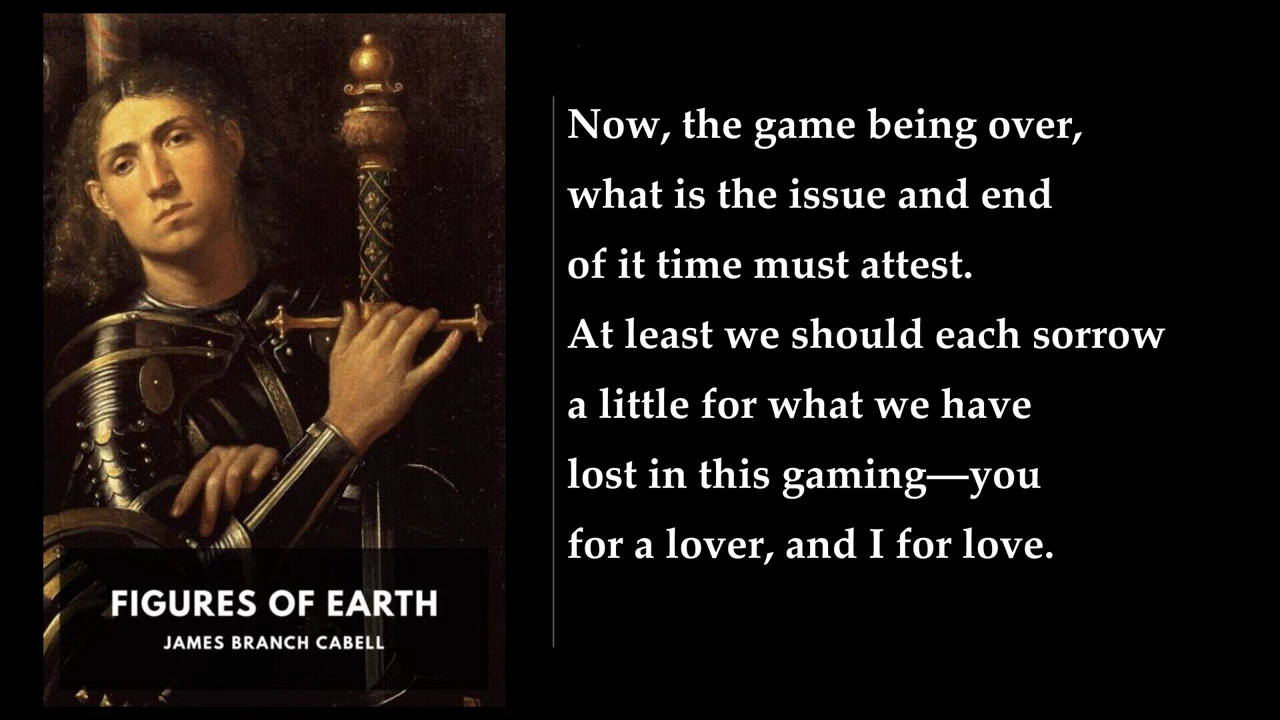 FIGURES OF EARTH
JAMES BRANCH CABELL
Now, the game being over,
what is the issue and end
of it time must attest.
At least we should each sorrow
a little for what we have
lost in this gaming—you
for a lover, and I for love.